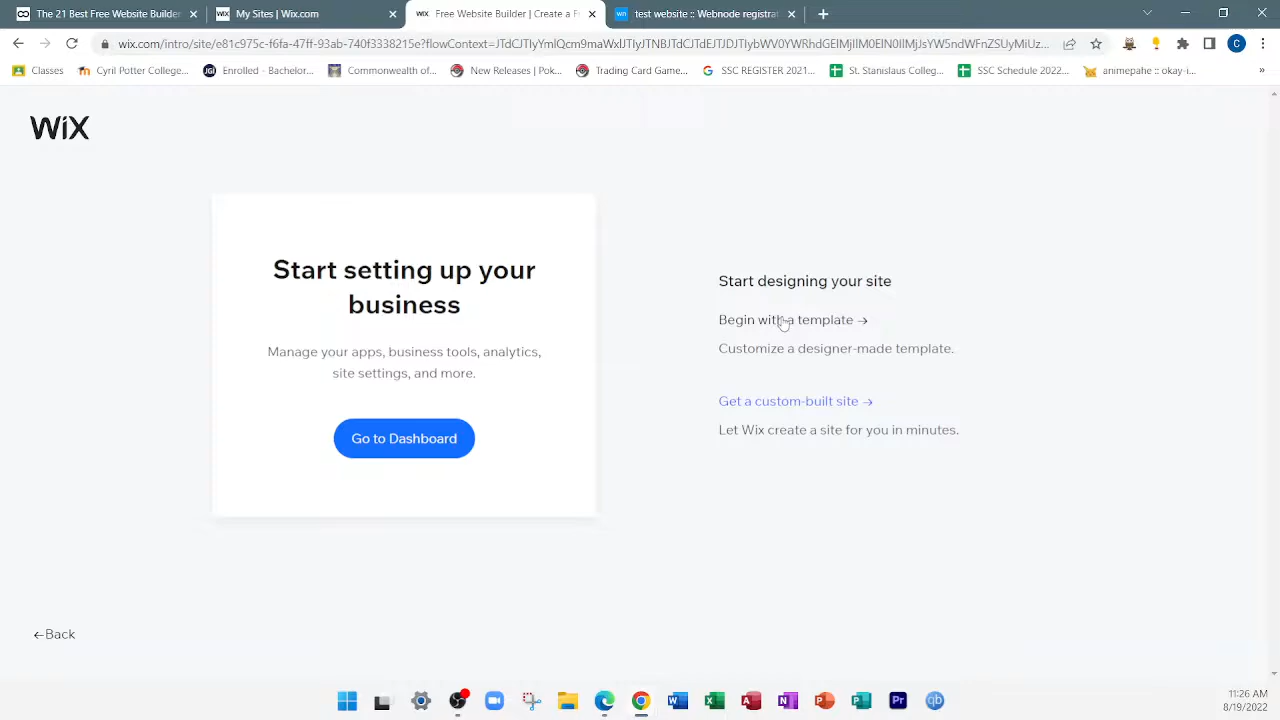 The 21 Best Free Website Builder
My Sites | Wix.com
Free Website Builder | Create a F
test website :: Webnode registrat
Classes
Cyril Potter College...
Enrolled - Bachelor...
Commonwealth of...
New Releases | Pok...
Trading Card Game...
SSC REGISTER 2021...
St. Stanislaus Colleg...
SSC Schedule 2022...
animepahe :: okay-i...
WiX
Start setting up your
business
Manage your apps, business tools, analytics,
site settings, and more.
Go to Dashboard
Start designing your site
Begin with a template →
Customize a designer-made template.
Get a custom-built site →
Let Wix create a site for you in minutes.
←Back
11:26 AM
8/19/2022